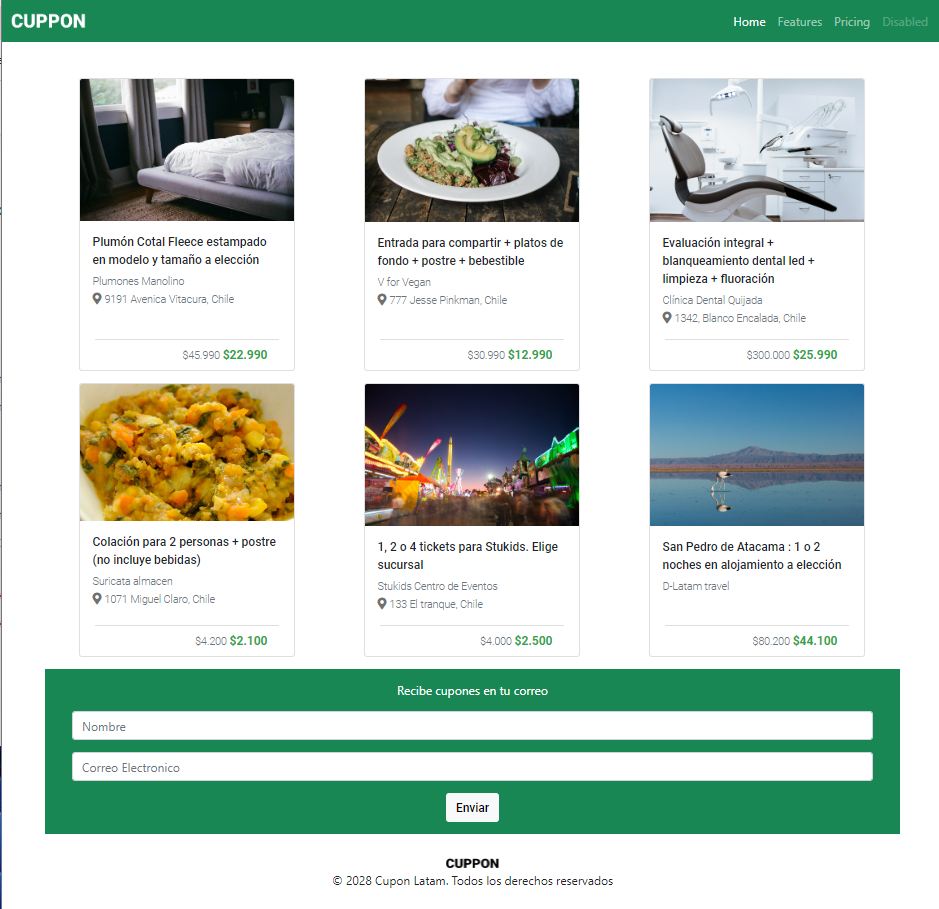 CUPPON
Home Features Pricing Disabled
Plumón Cotal Fleece estampado
en modelo y tamaño a elección
Plumones Manolino
9191 Avenica Vitacura, Chile
$45.990 $22.990
Entrada para compartir + platos de
fondo + postre + bebestible
V for Vegan
777 Jesse Pinkman, Chile
$30.990 $12.990
Evaluación integral +
blanqueamiento dental led +
limpieza + fluoración
Clínica Dental Quijada
1342, Blanco Encalada, Chile
$300.000 $25.990
Colación para 2 personas + postre
(no incluye bebidas)
Suricata almacen
1071 Miguel Claro, Chile
$4.200 $2.100
1, 2 o 4 tickets para Stukids. Elige
sucursal
Stukids Centro de Eventos
133 El tranque, Chile
$4.000 $2.500
San Pedro de Atacama : 1 o 2
noches en alojamiento a elección
D-Latam travel
$80.200 $44.100
Recibe cupones en tu correo
Nombre
Correo Electronico
Enviar
CUPPON
© 2028 Cupon Latam. Todos los derechos reservados